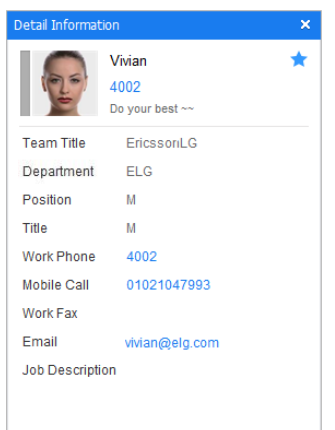 Detail Information ×
Vivian
4002
Do your best ~~
Team Title EricssonLG
Department ELG
Position M
Title M
Work Phone 4002
Mobile Call 01021047993
Work Fax
Email vivian@elg.com
Job Description